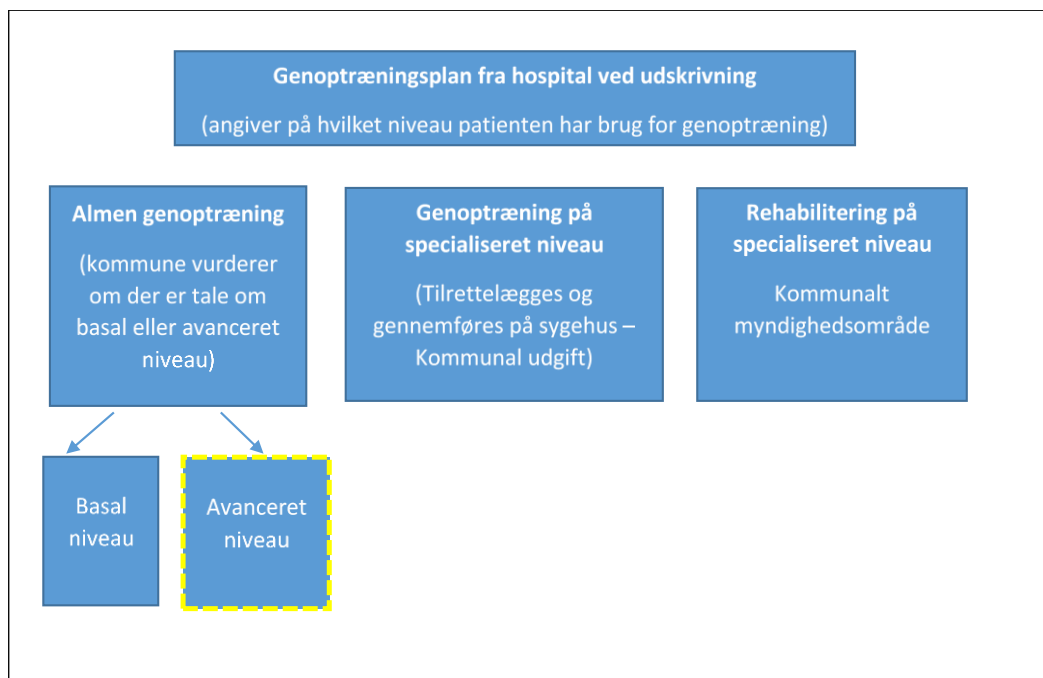 Genoptræningsplan fra hospital ved udskrivning
(angiver på hvilket niveau patienten har brug for genoptræning)
Almen genoptræning
(kommune vurderer
om der er tale om
basal eller avanceret
niveau)
Genoptræning på
specialiseret niveau
(Tilrettelægges og
gennemføres på sygehus –
Kommunal udgift)
Rehabilitering på
specialiseret niveau
Kommunalt
myndighedsområde
Basal
niveau
Avanceret
niveau